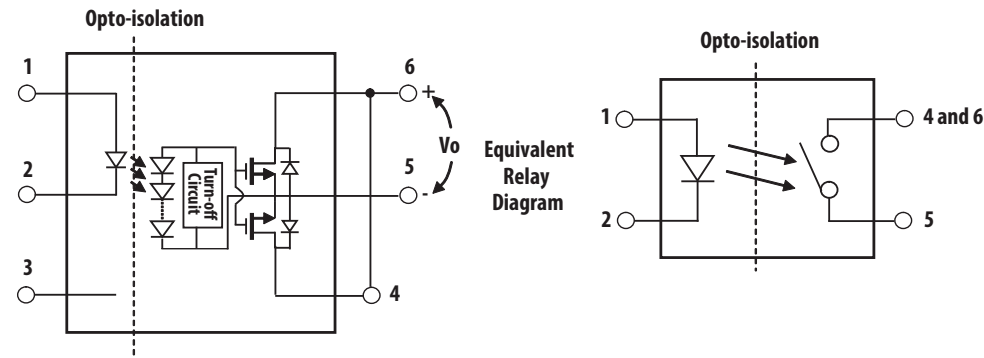 Opto-isolation
1
2
3
Turn-off
Circuit
6
+
Vo
5
-
4
Equivalent
Relay
Diagram
Opto-isolation
1
2
4 and 6
5